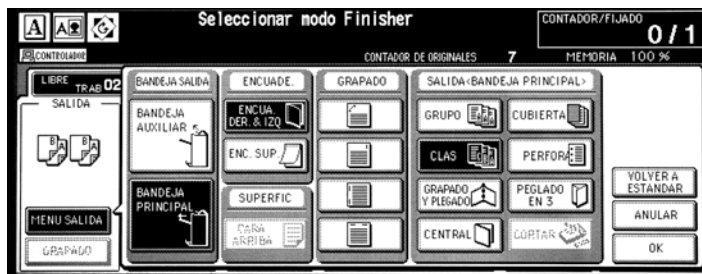 A
A
Seleccionar modo Finisher
CONTADOR/FIJADO
0 / 1
CONTROLADOR
CONTADOR DE ORIGINALES 7 MEMORIA 100 %
LIBRE TRAB 02
SALIDA
B A B A
MENU SALIDA
GRAPADO
BANDEJA SALIDA
BANDEJA
AUXILIAR
BANDEJA
PRINCIPAL
ENCUADE.
ENCUA.
DER. & IZQ
ENC. SUP.
SUPERFIC
CARA
ARRIBA
GRAPADO
SALIDA<BANDEJA PRINCIPAL>
GRUPO
CUBIERTA
CLAS
PERFORA
GRAPADO
Y PLEGADO
PEGLADO
EN 3
CENTRAL
CORTAR
VOLVER A
ESTANDAR
ANULAR
OK